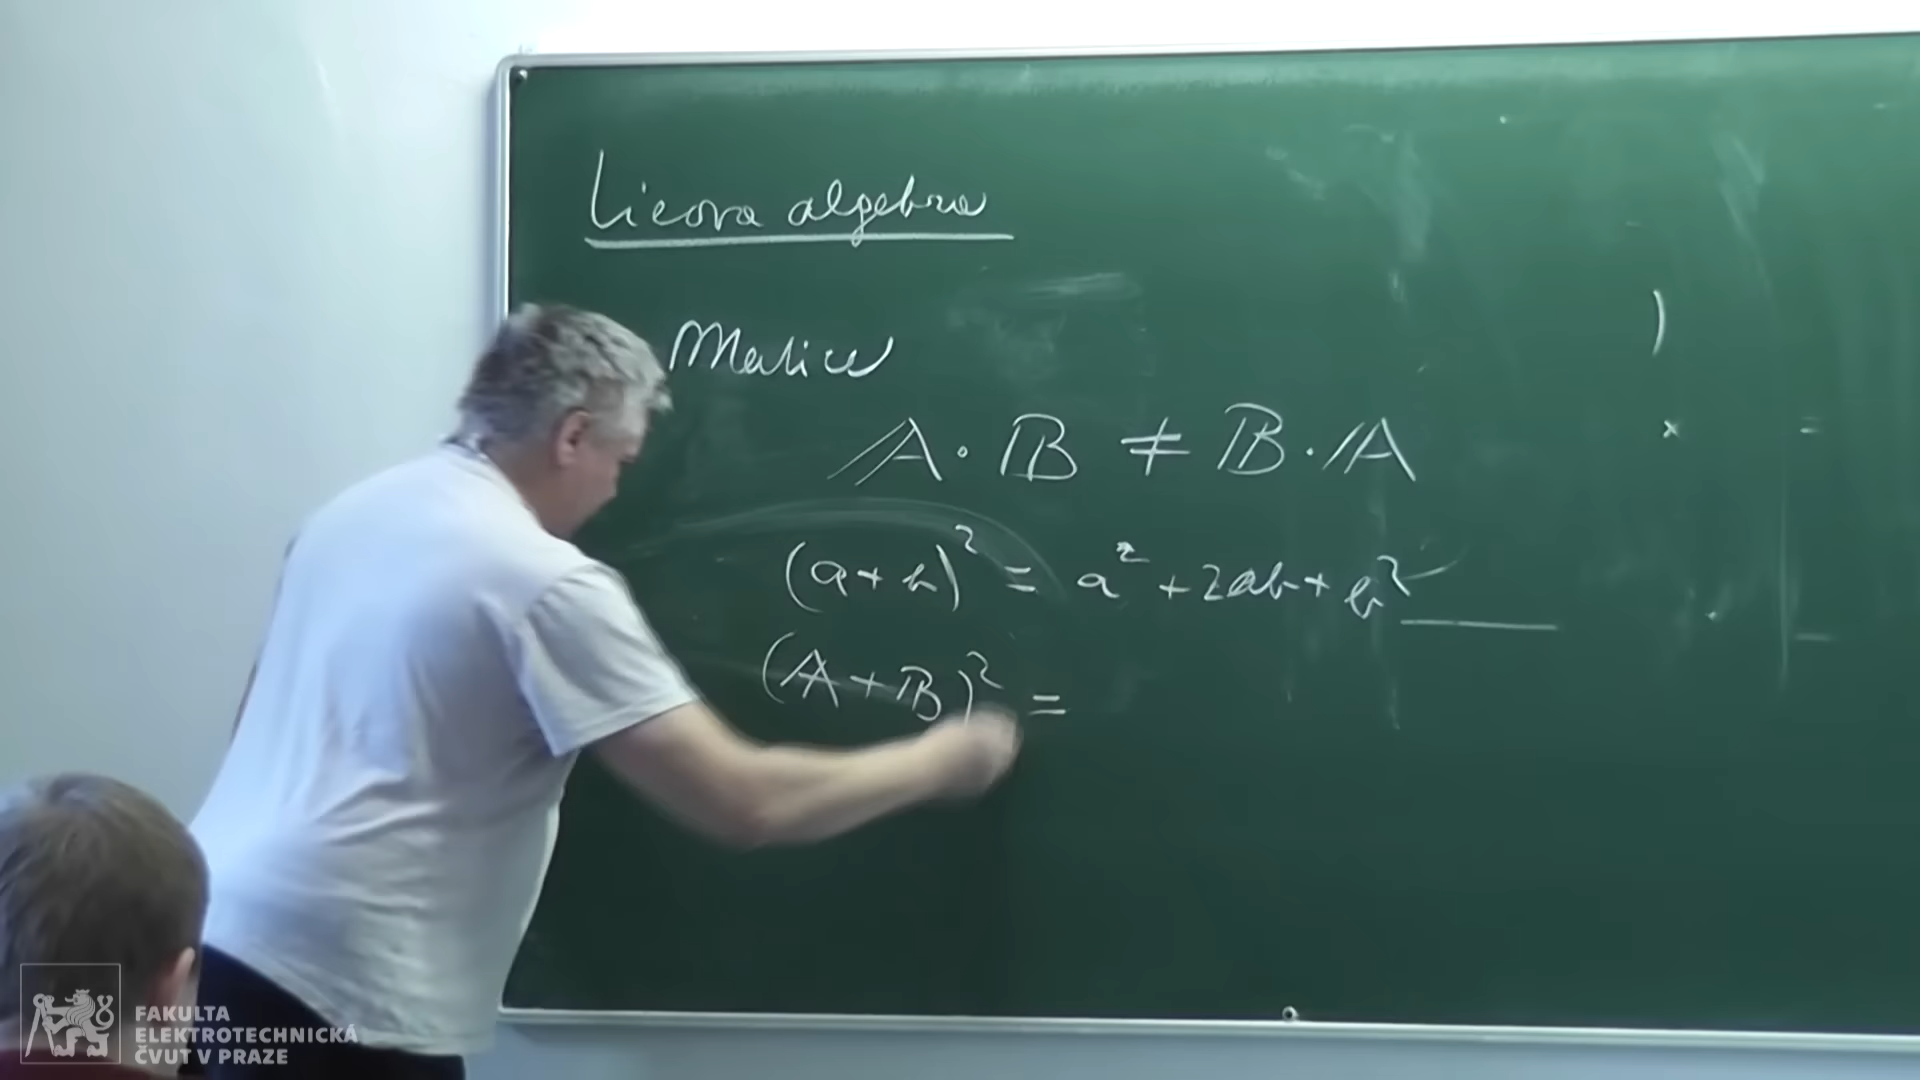 Lieova algebra
Matice
A · B ≠ B · A
(a+b)² = a² + 2ab + b²
(A+B)² =
)
x =
FAKULTA
ELEKTROTECHNICKÁ
ČVUT V PRAZE